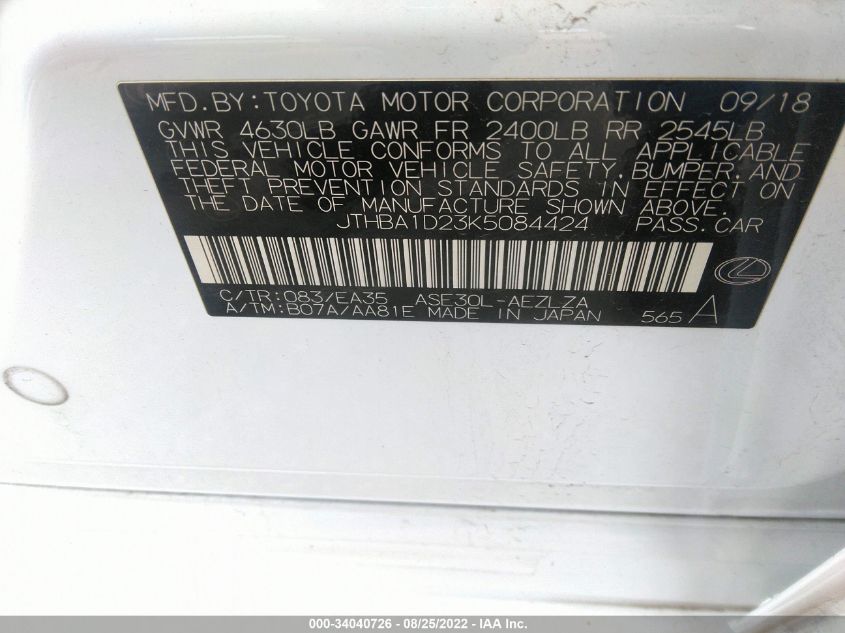 MFD.BY:TOYOTA MOTOR CORPORATION 09/18
GVWR 4630LB GAWR FR 2400LB RR 2545LB
THIS VEHICLE CONFORMS TO ALL APPLICABLE
FEDERAL MOTOR VEHICLE SAFETY,BUMPER,AND
THEFT PREVENTION STANDARDS IN EFFECT ON
THE DATE OF MANUFACTURE SHOWN ABOVE.
JTHBA1D23K5084424 PASS.CAR
C/TR:083/EA35 ASE30L-AEZLZA
A/TM:B07A/AA81E MADE IN JAPAN 565 A
000-34040726 - 08/25/2022 - IAA Inc.